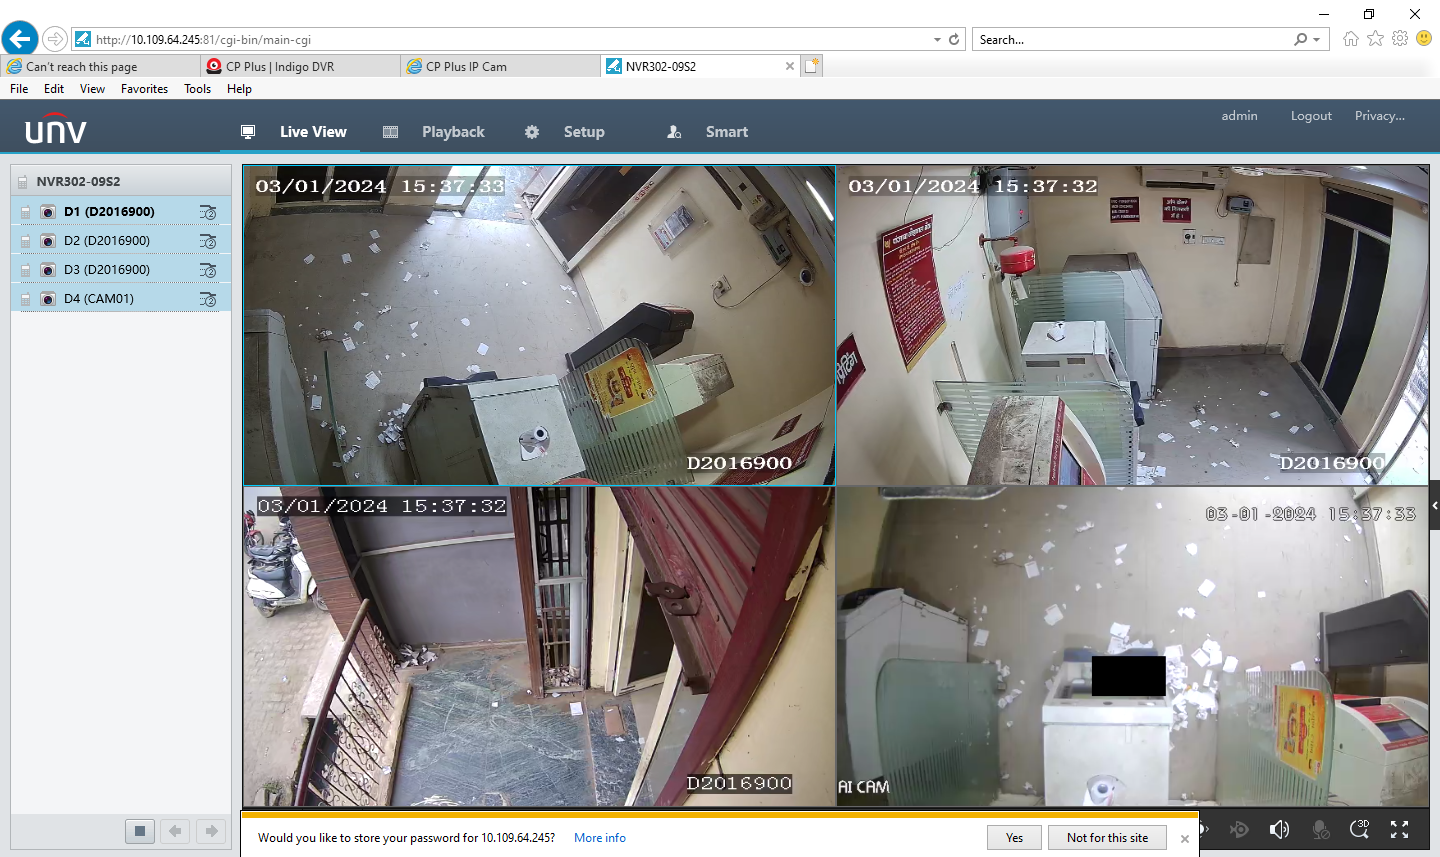 http://10.109.64.245:81/cgi-bin/main-cgi
Search...
Can't reach this page
CP Plus | Indigo DVR
CP Plus IP Cam
NVR302-09S2
File Edit View Favorites Tools Help
unv
Live View
Playback
Setup
Smart
admin
Logout
Privacy...
NVR302-09S2
D1 (D2016900)
D2 (D2016900)
D3 (D2016900)
D4 (CAM01)
03/01/2024 15:37:33
D2016900
03/01/2024 15:37:32
D2016900
03/01/2024 15:37:32
D2016900
03-01-2024 15:37:33
AI CAM
Would you like to store your password for 10.109.64.245?
More info
Yes
Not for this site
3D